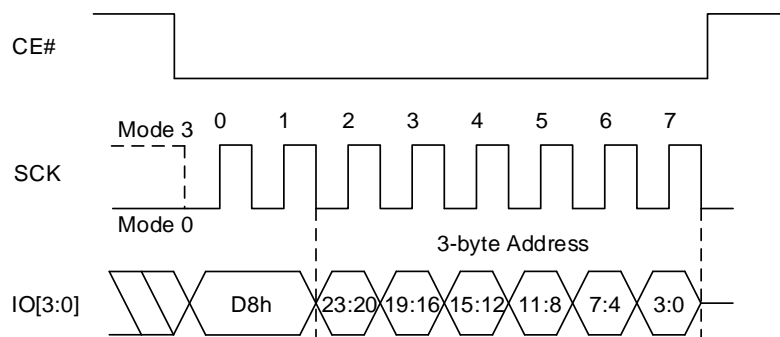 CE#
Mode 3 0 1 2 3 4 5 6 7
SCK
Mode 0
3-byte Address
IO[3:0] D8h 23:20 19:16 15:12 11:8 7:4 3:0